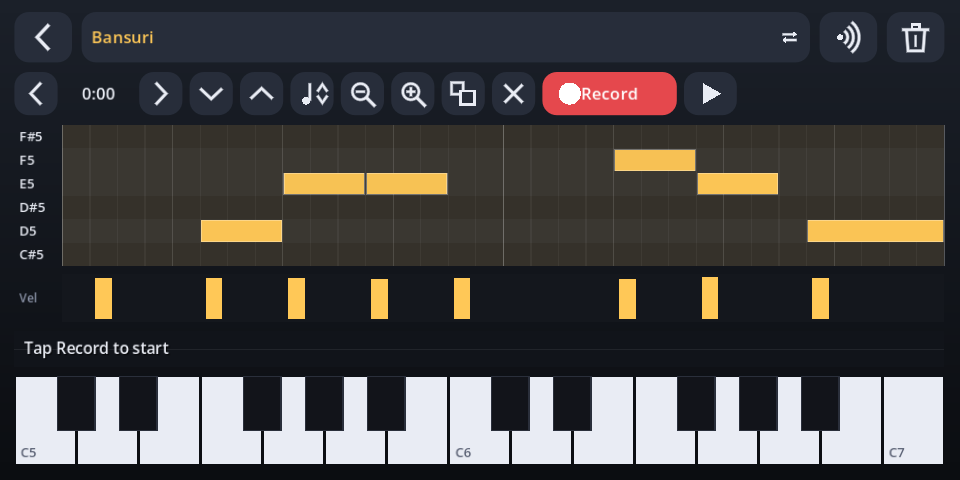 Bansuri
0:00
Record
F#5
F5
E5
D#5
D5
C#5
Vel
Tap Record to start
C5 C6 C7